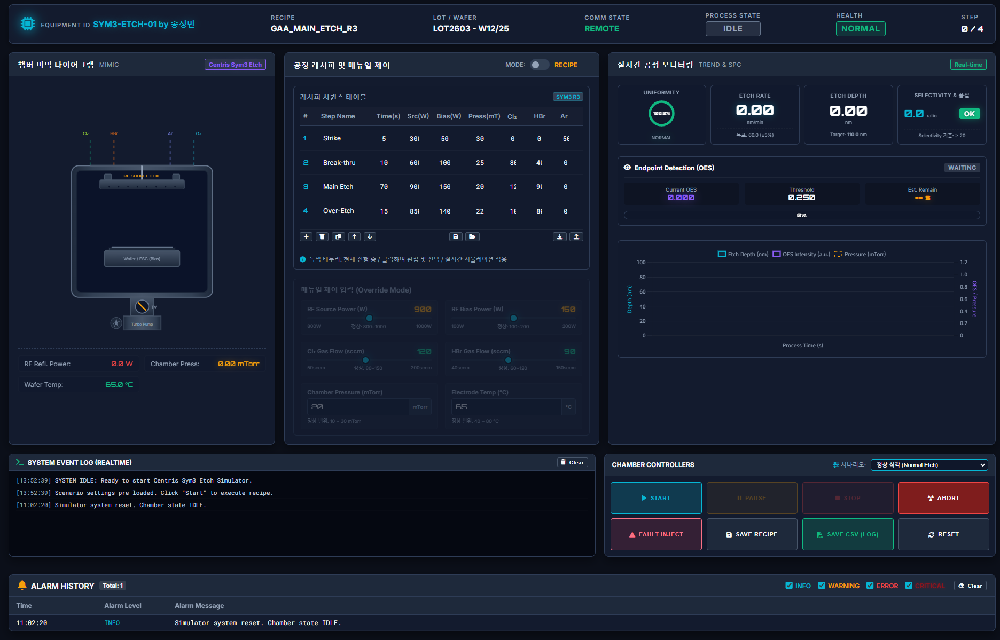 EQUIPMENT ID SYM3-ETCH-01 by 송성민
RECIPE
GAA_MAIN_ETCH_R3
LOT / WAFER
LOT2603 - W12/25
COMM STATE
REMOTE
PROCESS STATE
IDLE
HEALTH
NORMAL
STEP
0 / 4
챔버 미믹 다이어그램 MIMIC
Centris Sym3 Etch
Cl₂ HBr Ar O₂
RF SOURCE COIL
Wafer / ESC (Bias)
TV
Turbo Pump
RF Refl. Power: 0.0 W
Chamber Press: 0.00 mTorr
Wafer Temp: 65.0 °C
공정 레시피 및 매뉴얼 제어
MODE: RECIPE
레시피 시퀀스 테이블
SYM3 R3
# Step Name Time(s) Src(W) Bias(W) Press(mT) Cl₂ HBr Ar
1 Strike 5 30 50 30 0 0 5
2 Break-thru 10 60 100 25 8 4 0
3 Main Etch 70 90 150 20 12 9 0
4 Over-Etch 15 85 140 22 1 8 0
녹색 테두리: 현재 진행 중 / 클릭하여 편집 및 선택 / 실시간 시뮬레이션 적용
매뉴얼 제어 입력 (Override Mode)
RF Source Power (W) 900
800W 정상: 800~1000 1000W
RF Bias Power (W) 150
100W 정상: 100~200 200W
Cl₂ Gas Flow (sccm) 120
50sccm 정상: 80~150 200sccm
HBr Gas Flow (sccm) 90
40sccm 정상: 60~120 150sccm
Chamber Pressure (mTorr)
20 mTorr
정상 범위: 10 ~ 30 mTorr
Electrode Temp (°C)
65 °C
정상 범위: 40 ~ 80 °C
실시간 공정 모니터링 TREND & SPC
Real-time
UNIFORMITY
100.0%
NORMAL
ETCH RATE
0.00
nm/min
목표: 60.0 (±5%)
ETCH DEPTH
0.00
nm
Target: 110.0 nm
SELECTIVITY & 품질
0.0 ratio OK
Selectivity 기준: ≥ 20
Endpoint Detection (OES)
WAITING
Current OES
0.000
Threshold
0.250
Est. Remain
-- s
0%
Etch Depth (nm) OES Intensity (a.u.) Pressure (mTorr)
Depth (nm)
100
80
60
40
20
0
1.2
1.0
0.8
0.6
0.4
0.2
0
OES / Pressure
Process Time (s)
SYSTEM EVENT LOG (REALTIME)
Clear
[13:52:39] SYSTEM IDLE: Ready to start Centris Sym3 Etch Simulator.
[13:52:39] Scenario settings pre-loaded. Click "Start" to execute recipe.
[11:02:20] Simulator system reset. Chamber state IDLE.
CHAMBER CONTROLLERS
시나리오: 정상 식각 (Normal Etch)
START
PAUSE
STOP
ABORT
FAULT INJECT
SAVE RECIPE
SAVE CSV (LOG)
RESET
ALARM HISTORY Total: 1
INFO WARNING ERROR CRITICAL Clear
Time Alarm Level Alarm Message
11:02:20 INFO Simulator system reset. Chamber state IDLE.